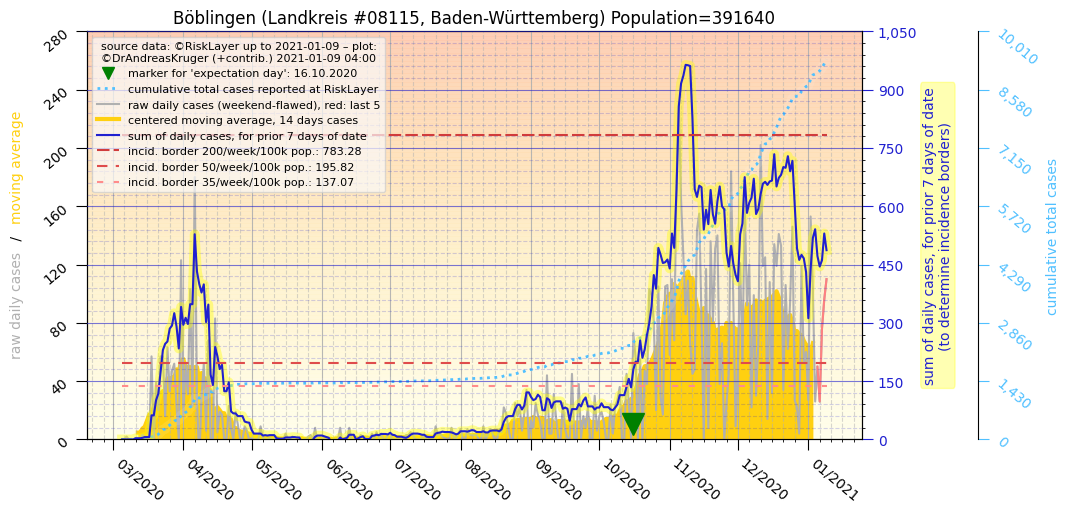 Böblingen (Landkreis #08115, Baden-Württemberg) Population=391640
source data: ©RiskLayer up to 2021-01-09 – plot:
©DrAndreasKruger (+contrib.) 2021-01-09 04:00
marker for 'expectation day': 16.10.2020
cumulative total cases reported at RiskLayer
raw daily cases (weekend-flawed), red: last 5
centered moving average, 14 days cases
sum of daily cases, for prior 7 days of date
incid. border 200/week/100k pop.: 783.28
incid. border 50/week/100k pop.: 195.82
incid. border 35/week/100k pop.: 137.07
raw daily cases / moving average
280
240
200
160
120
80
40
0
03/2020
04/2020
05/2020
06/2020
07/2020
08/2020
09/2020
10/2020
11/2020
12/2020
01/2021
1,050
900
750
600
450
300
150
0
sum of daily cases, for prior 7 days of date
(to determine incidence borders)
10,010
8,580
7,150
5,720
4,290
2,860
1,430
0
cumulative total cases